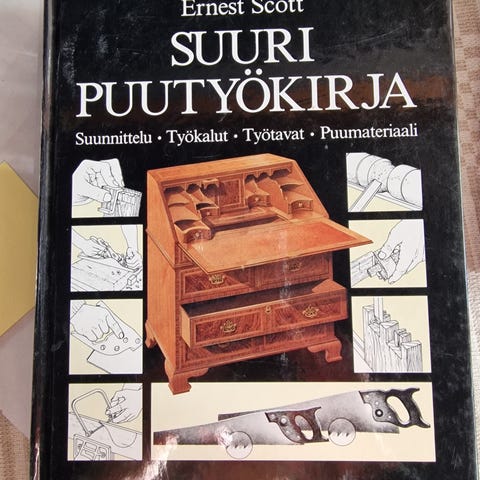 Ernest Scott
SUURI
PUUTYÖKIRJA
Suunnittelu • Työkalut • Työtavat • Puumateriaali